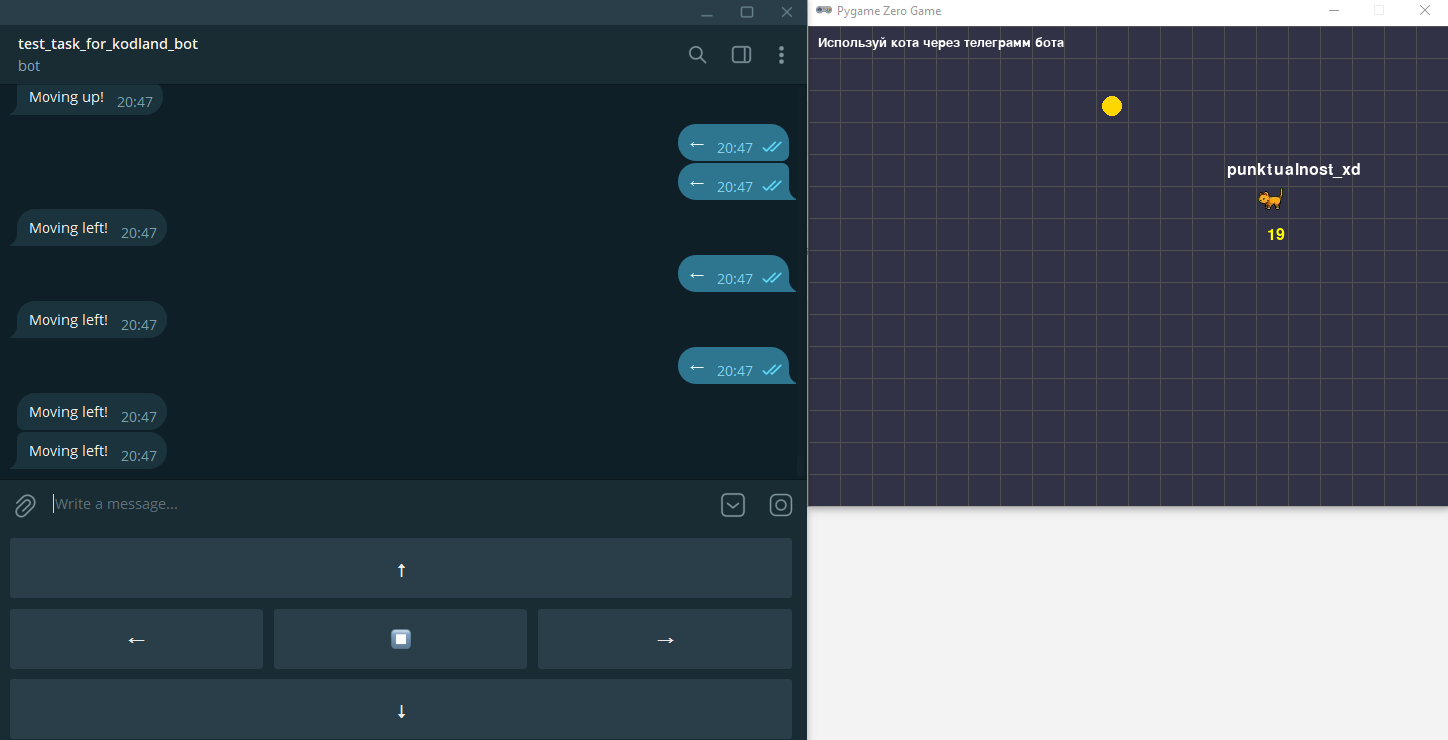 test_task_for_kodland_bot
bot
Moving up! 20:47
← 20:47
← 20:47
Moving left! 20:47
← 20:47
Moving left! 20:47
← 20:47
Moving left! 20:47
Moving left! 20:47
Write a message...
↑
← →
↓
Pygame Zero Game
Используй кота через телеграмм бота
punktualnost_xd
19